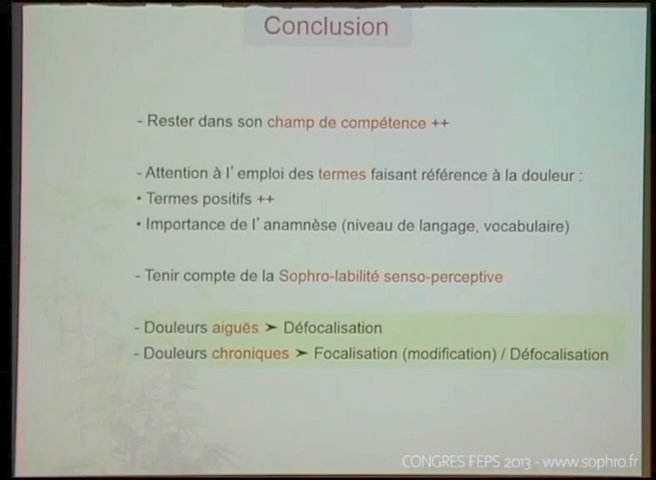 Conclusion
- Rester dans son champ de compétence ++
- Attention à l'emploi des termes faisant référence à la douleur :
• Termes positifs ++
• Importance de l'anamnèse (niveau de langage, vocabulaire)
- Tenir compte de la Sophro-labilité senso-perceptive
- Douleurs aiguës ➤ Défocalisation
- Douleurs chroniques ➤ Focalisation (modification) / Défocalisation
CONGRES FEPS 2013 - www.sophro.fr